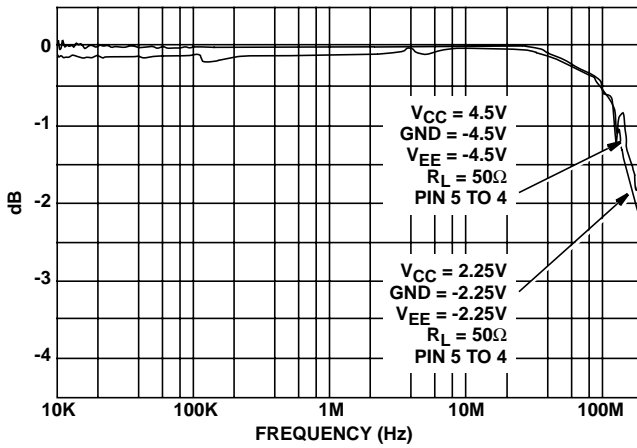 0
-1
-2
-3
-4
dB
VCC = 4.5V
GND = -4.5V
VEE = -4.5V
RL = 50Ω
PIN 5 TO 4
VCC = 2.25V
GND = -2.25V
VEE = -2.25V
RL = 50Ω
PIN 5 TO 4
10K 100K 1M 10M 100M
FREQUENCY (Hz)